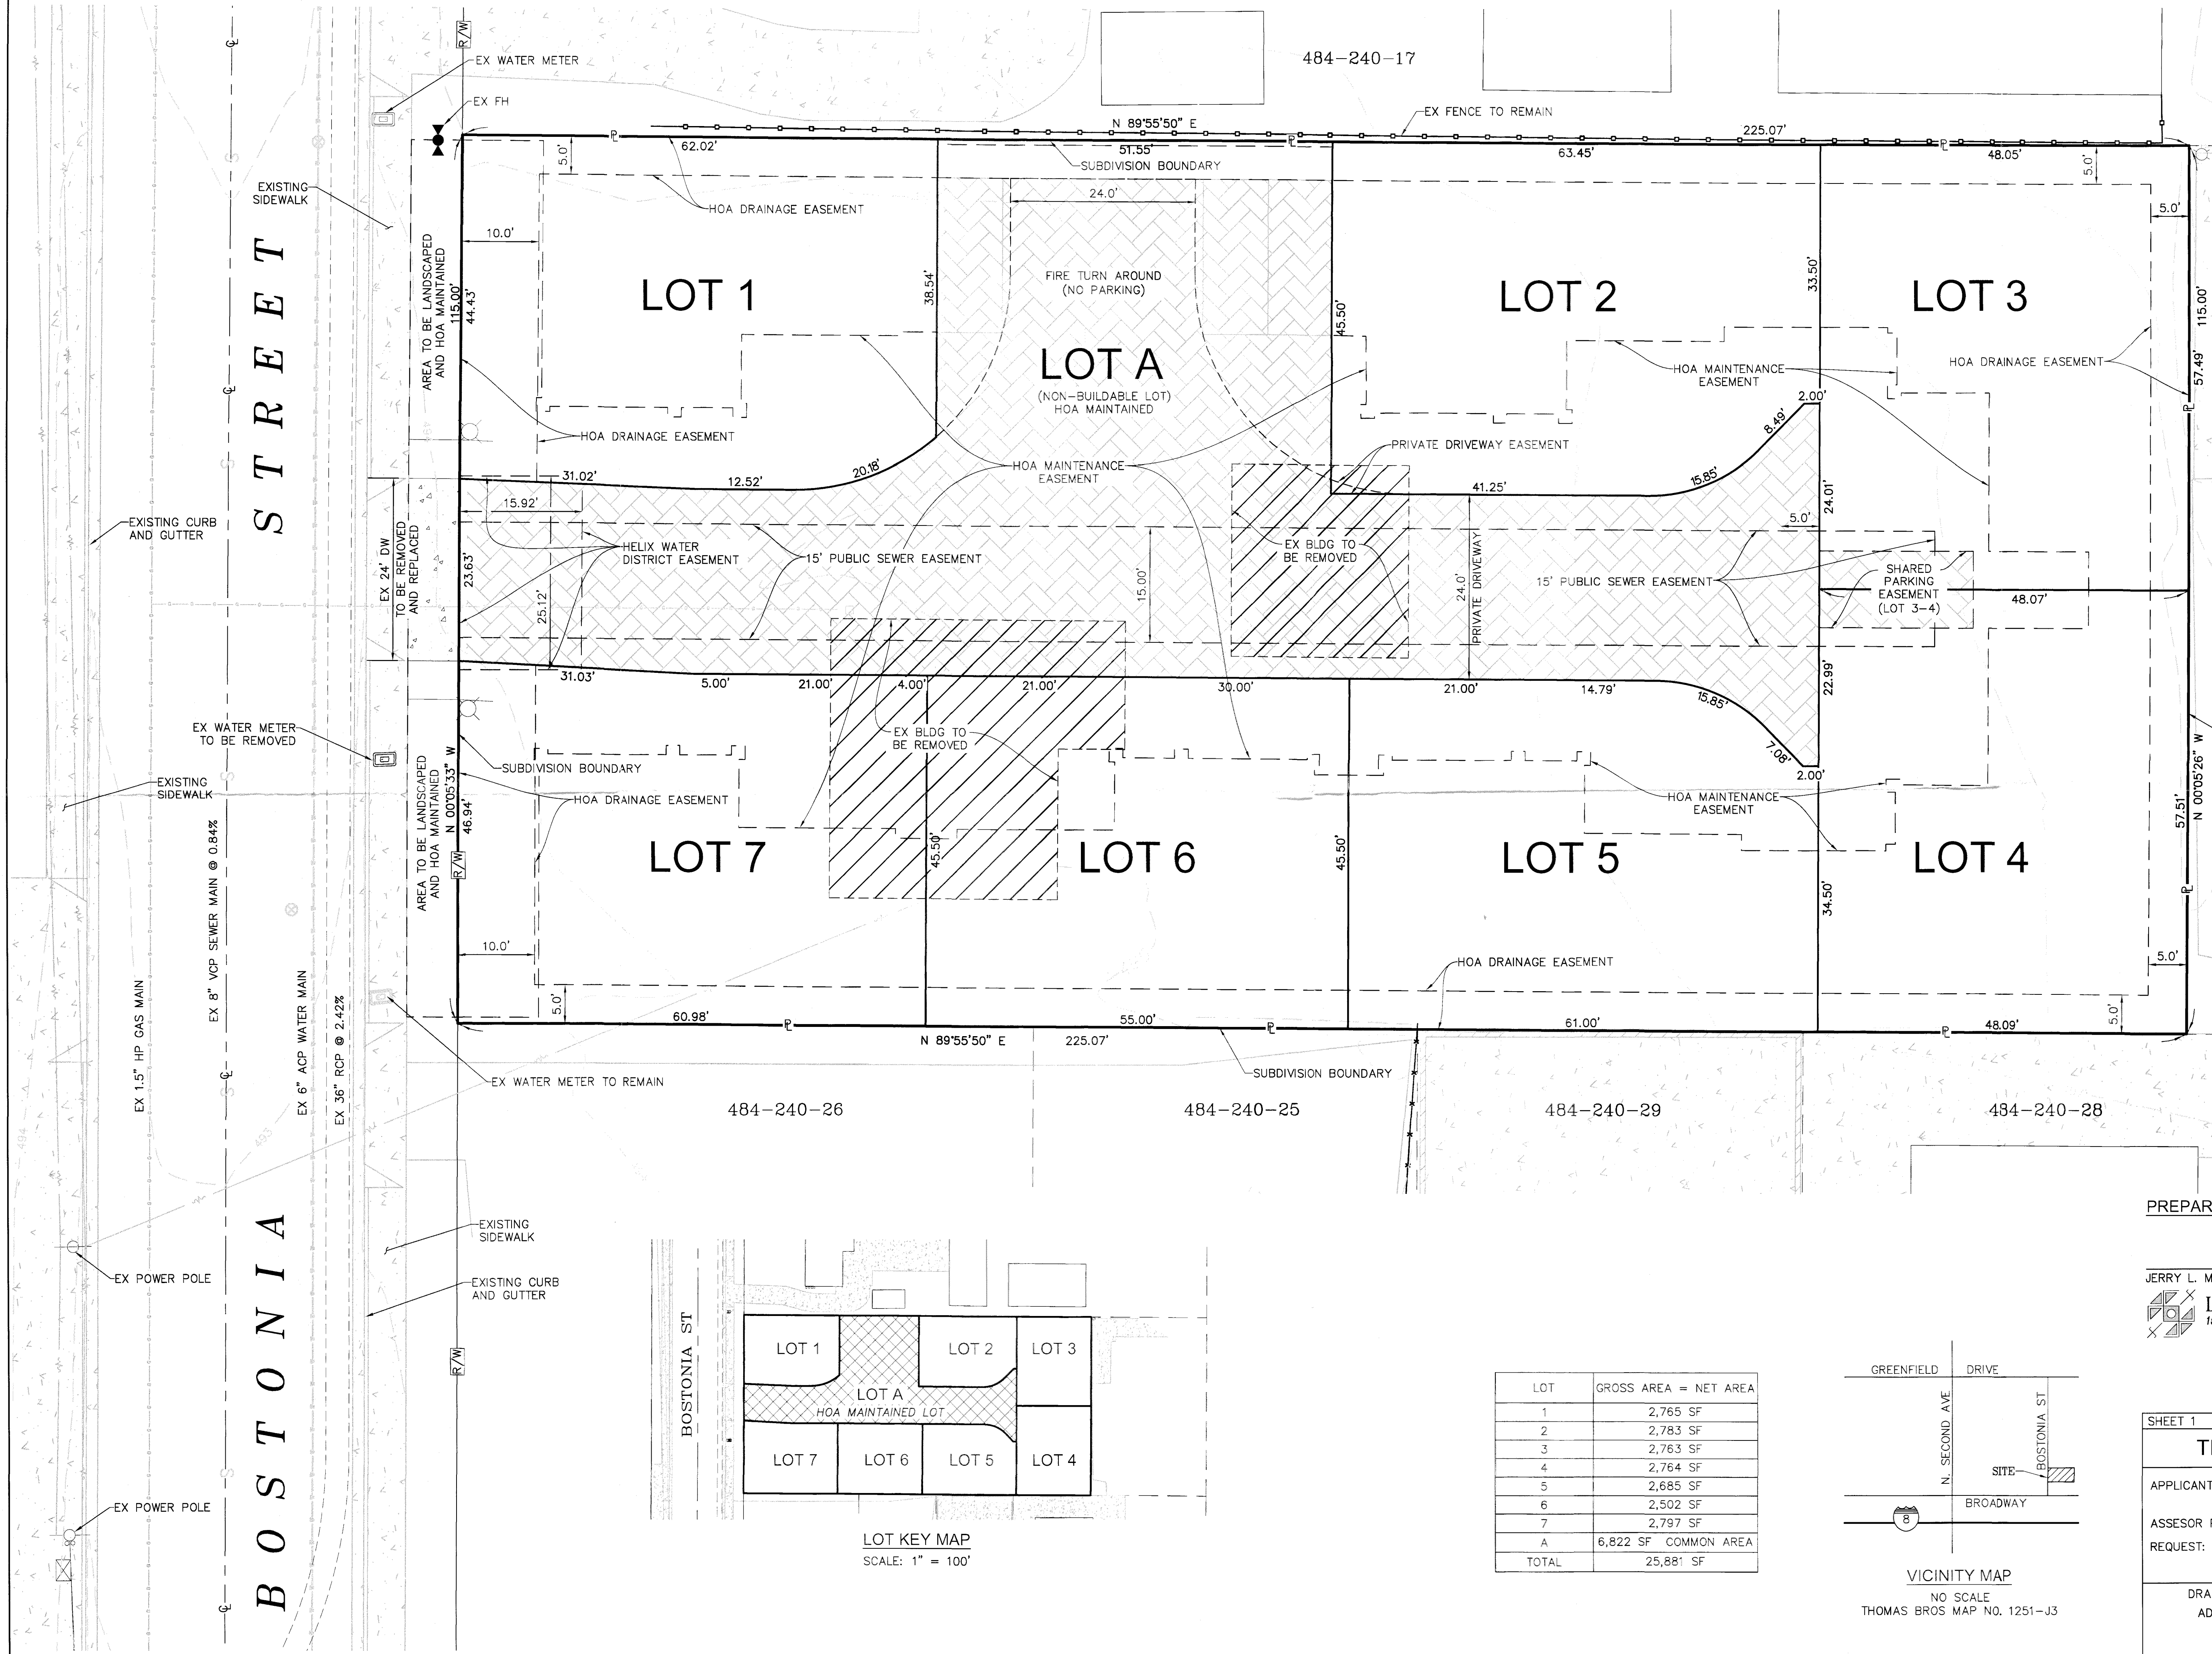 484-240-17
EX WATER METER
EX FH
EX FENCE TO REMAIN
R/W
N 89°55'50" E
225.07'
62.02'
51.55'
63.45'
48.05'
SUBDIVISION BOUNDARY
5.0'
5.0'
5.0'
24.0'
EXISTING
SIDEWALK
HOA DRAINAGE EASEMENT
10.0'
AREA TO BE LANDSCAPED
AND HOA MAINTAINED
115.00'
44.43'
LOT 1
38.54'
FIRE TURN AROUND
(NO PARKING)
LOT A
(NON-BUILDABLE LOT)
HOA MAINTAINED
45.50'
LOT 2
33.50'
LOT 3
115.00'
57.49'
HOA DRAINAGE EASEMENT
HOA MAINTENANCE
EASEMENT
2.00'
8.49'
15.85'
HOA DRAINAGE EASEMENT
PRIVATE DRIVEWAY EASEMENT
HOA MAINTENANCE
EASEMENT
31.02'
12.52'
20.18'
41.25'
15.92'
24.01'
5.0'
EXISTING CURB
AND GUTTER
EX 24' DW
TO BE REMOVED
AND REPLACED
23.63'
25.12'
HELIX WATER
DISTRICT EASEMENT
15' PUBLIC SEWER EASEMENT
15.00'
EX BLDG TO
BE REMOVED
24.0'
PRIVATE DRIVEWAY
15' PUBLIC SEWER EASEMENT
SHARED
PARKING
EASEMENT
(LOT 3-4)
48.07'
22.99'
31.03'
5.00'
21.00'
4.00'
21.00'
30.00'
21.00'
14.79'
15.85'
7.08'
2.00'
EX WATER METER
TO BE REMOVED
EX BLDG TO
BE REMOVED
SUBDIVISION BOUNDARY
EXISTING
SIDEWALK
HOA DRAINAGE EASEMENT
HOA MAINTENANCE
EASEMENT
N 00°05'33" W
46.94'
R/W
AREA TO BE LANDSCAPED
AND HOA MAINTAINED
LOT 7
45.50'
LOT 6
45.50'
LOT 5
34.50'
LOT 4
57.51'
N 00°05'26" W
10.0'
5.0'
HOA DRAINAGE EASEMENT
5.0'
5.0'
60.98'
55.00'
61.00'
48.09'
N 89°55'50" E
225.07'
SUBDIVISION BOUNDARY
EX WATER METER TO REMAIN
EX 1.5" HP GAS MAIN
EX 8" VCP SEWER MAIN @ 0.84%
EX 6" ACP WATER MAIN
EX 36" RCP @ 2.42%
494
493
484-240-26
484-240-25
484-240-29
484-240-28
BOSTONIA STREET
EXISTING
SIDEWALK
EX POWER POLE
EXISTING CURB
AND GUTTER
R/W
EX POWER POLE
BOSTONIA ST
LOT 1
LOT 2
LOT 3
LOT A
HOA MAINTAINED LOT
LOT 7
LOT 6
LOT 5
LOT 4
LOT KEY MAP
SCALE: 1" = 100'
LOT GROSS AREA = NET AREA
1 2,765 SF
2 2,783 SF
3 2,763 SF
4 2,764 SF
5 2,685 SF
6 2,502 SF
7 2,797 SF
A 6,822 SF COMMON AREA
TOTAL 25,881 SF
GREENFIELD DRIVE
N. SECOND AVE
BOSTONIA ST
SITE
BROADWAY
8
VICINITY MAP
NO SCALE
THOMAS BROS MAP NO. 1251-J3
PREPAR
JERRY L. M
SHEET 1
APPLICANT
ASSESOR
REQUEST:
DRA
AD